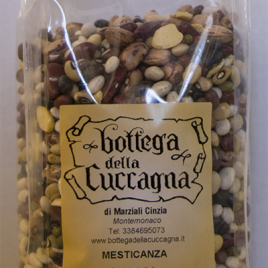 bottega
della
Cuccagna
di Marziali Cinzia
Montemonaco
Tel: 3384695073
www.bottegadellacuccagna.it
MESTICANZA